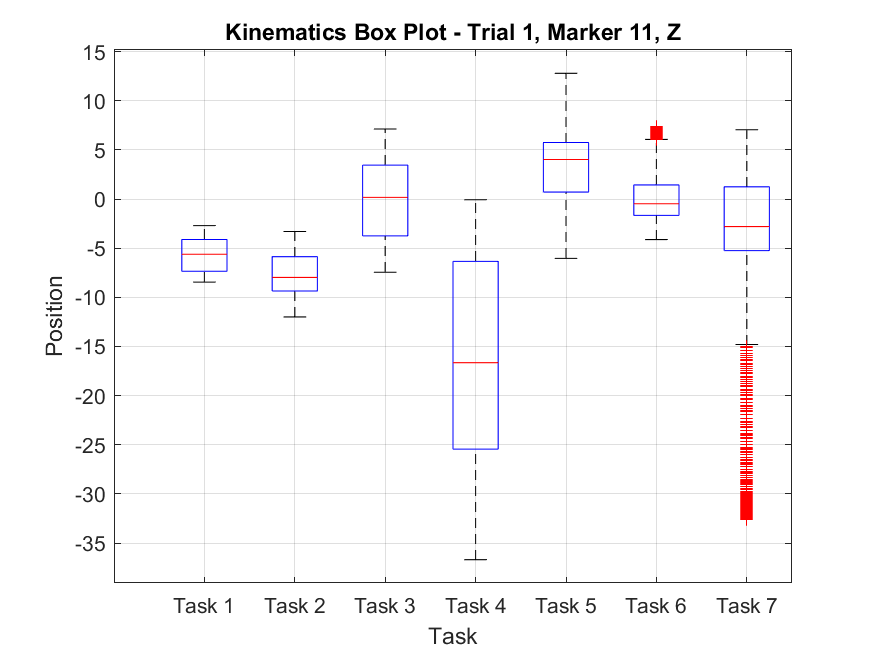 Kinematics Box Plot - Trial 1, Marker 11, Z
15
10
5
0
-5
-10
-15
-20
-25
-30
-35
Position
Task 1 Task 2 Task 3 Task 4 Task 5 Task 6 Task 7
Task